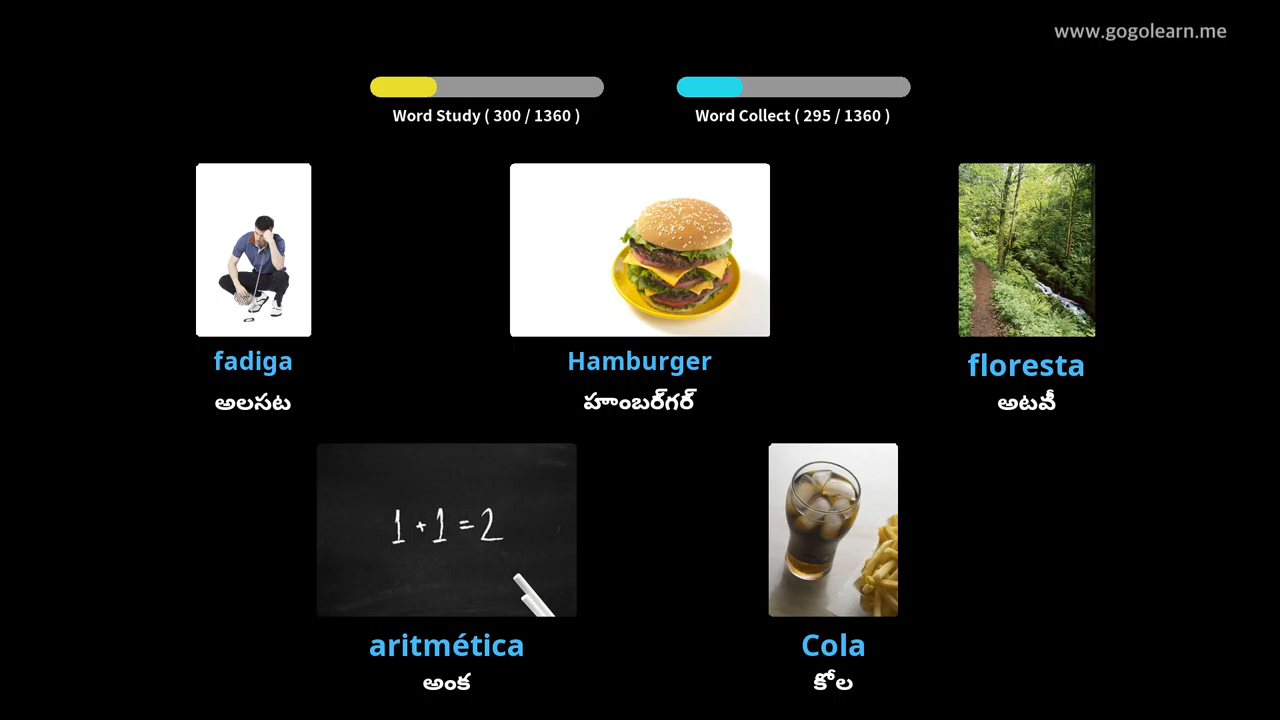 www.gogolearn.me
Word Study ( 300 / 1360 )
Word Collect ( 295 / 1360 )
fadiga
అలసట
Hamburger
హాంబర్‌గర్
floresta
అటవీ
1 + 1 = 2
aritmética
అంక
Cola
కోల